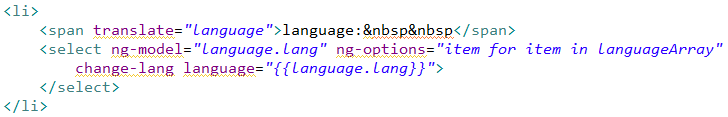 <li>
<span translate="language">language:&nbsp&nbsp</span>
<select ng-model="language.lang" ng-options="item for item in languageArray"
change-lang language="{{language.lang}}">
</select>
</li>